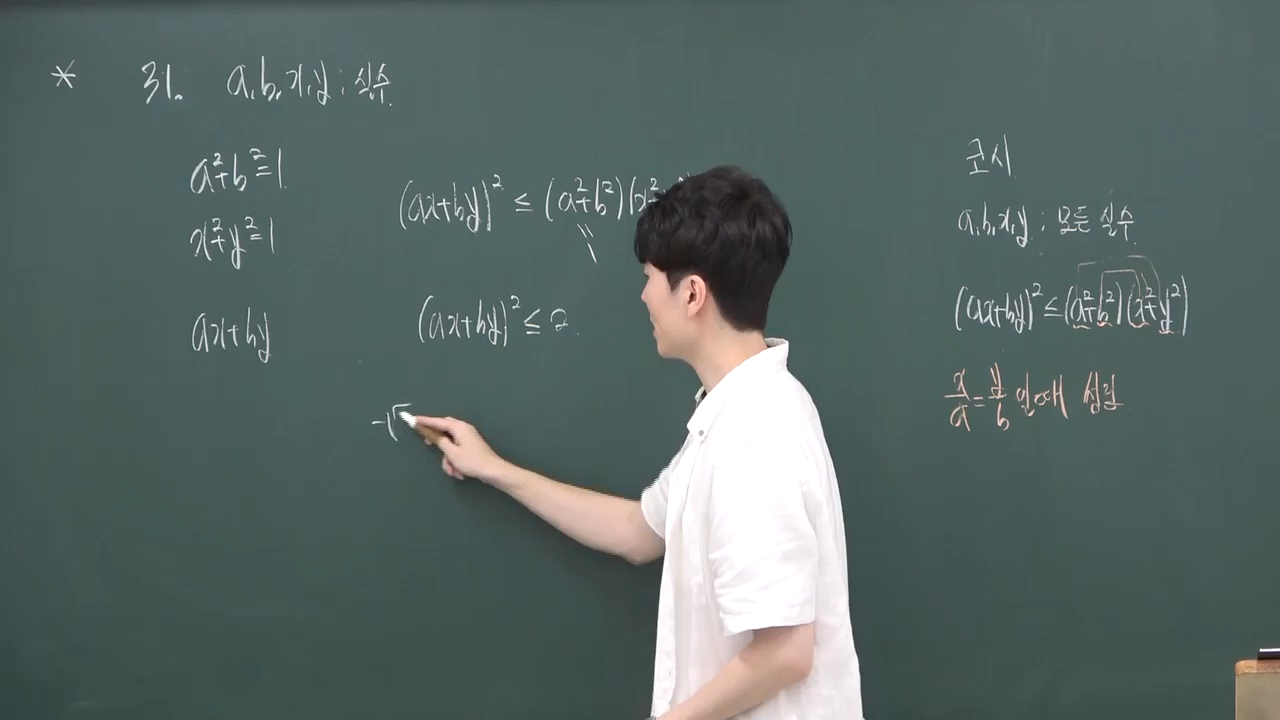 * 31. a, b, x, y : 실수.
a²+b²=1
x²+y²=1
ax+by
(ax+by)² ≤ (a²+b²)(x²+
"
1
(ax+by)² ≤ 2.
-√
코시
a, b, x, y : 모든 실수
(ax+by)² ≤ (a²+b²)(x²+y²)
x/a = y/b 일때 성립